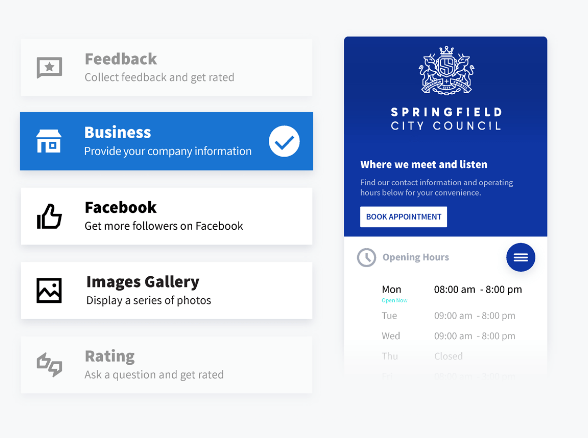 Feedback
Collect feedback and get rated
Business
Provide your company information
Facebook
Get more followers on Facebook
Images Gallery
Display a series of photos
Rating
Ask a question and get rated
SPRINGFIELD
CITY COUNCIL
Where we meet and listen
Find our contact information and operating
hours below for your convenience.
BOOK APPOINTMENT
Opening Hours
Mon 08:00 am - 8:00 pm
Open Now
Tue 09:00 am - 8:00 pm
Wed 09:00 am - 8:00 pm
Thu Closed